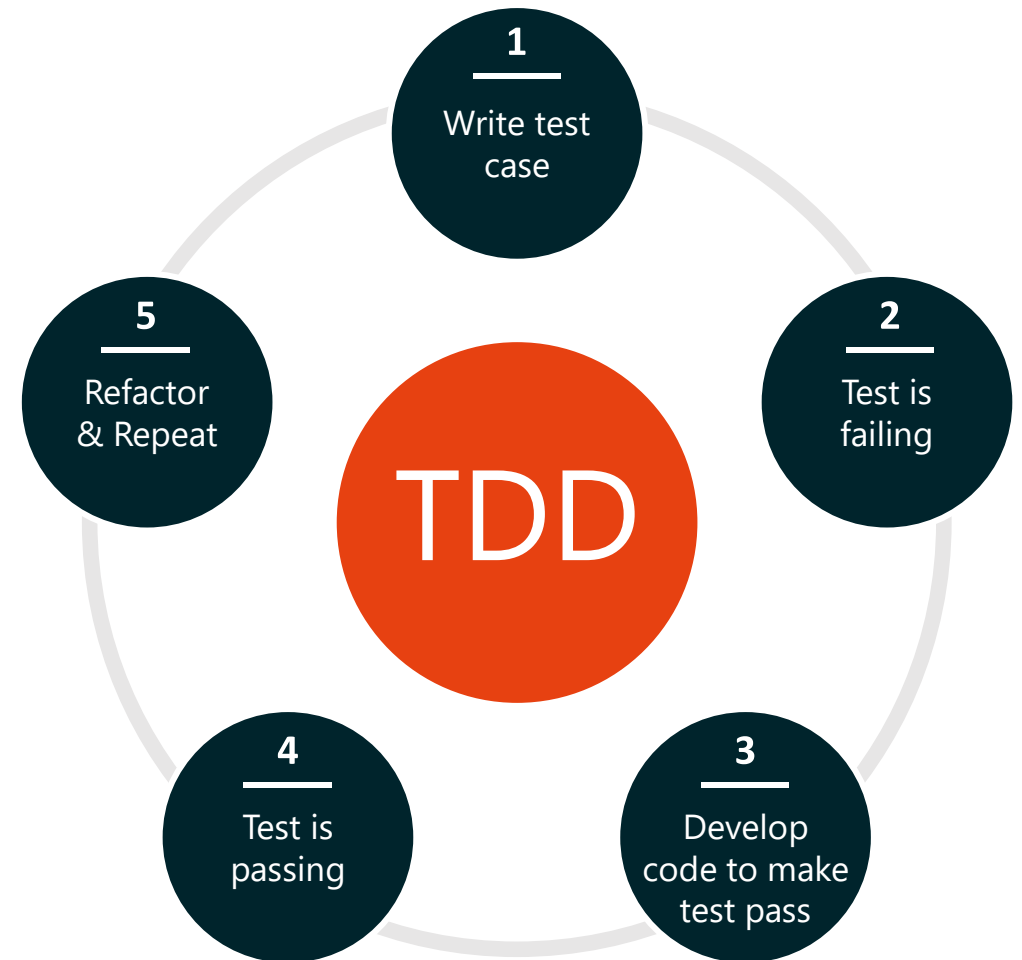 1
Write test
case
2
Test is
failing
3
Develop
code to make
test pass
4
Test is
passing
5
Refactor
& Repeat
TDD